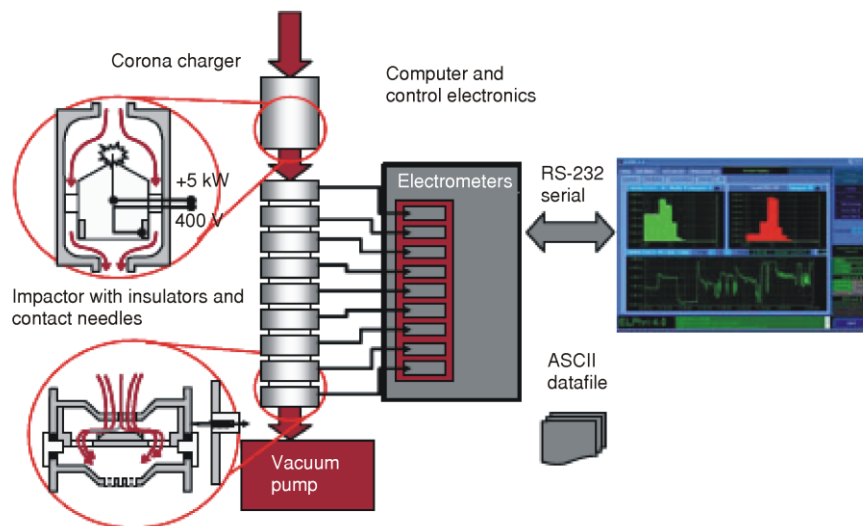 Corona charger
Computer and
control electronics
+5 kW
400 V
Electrometers
RS-232
serial
Impactor with insulators and
contact needles
ASCII
datafile
Vacuum
pump